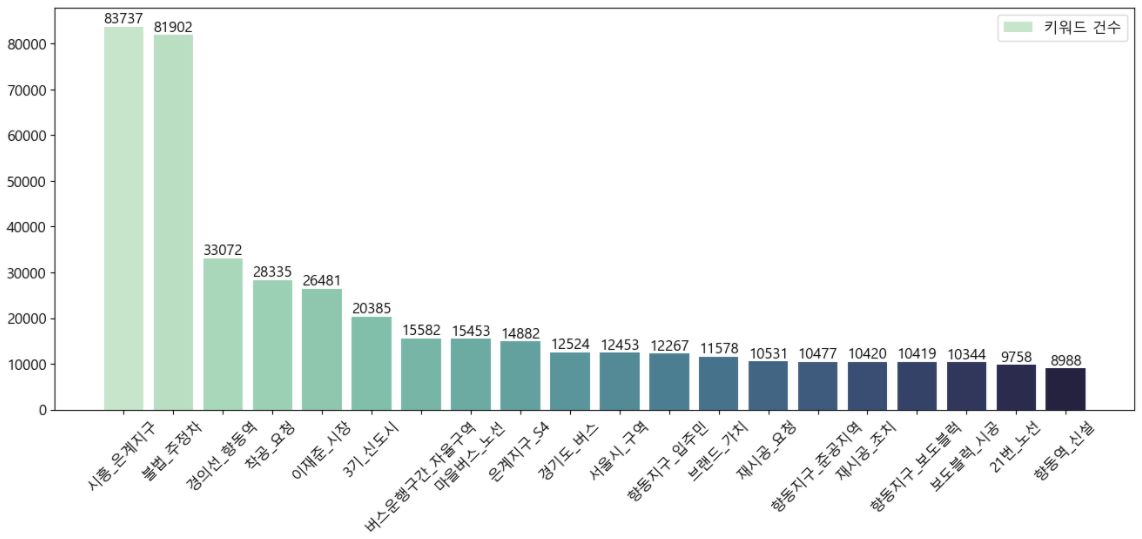 83737
81902
33072
28335
26481
20385
15582
15453
14882
12524
12453
12267
11578
10531
10477
10420
10419
10344
9758
8988
키워드 건수
80000
70000
60000
50000
40000
30000
20000
10000
0
시흥_은계지구
불법_주정차
경의선_향동역
착공_요청
이재준_시장
3기_신도시
버스운행구간_자율구역
마을버스_노선
은계지구_S4
경기도_버스
서울시_구역
향동지구_입주민
브랜드_가치
재시공_요청
향동지구_준공지역
재시공_조치
향동지구_보도블럭
보도블럭_시공
21번_노선
향동역_신설